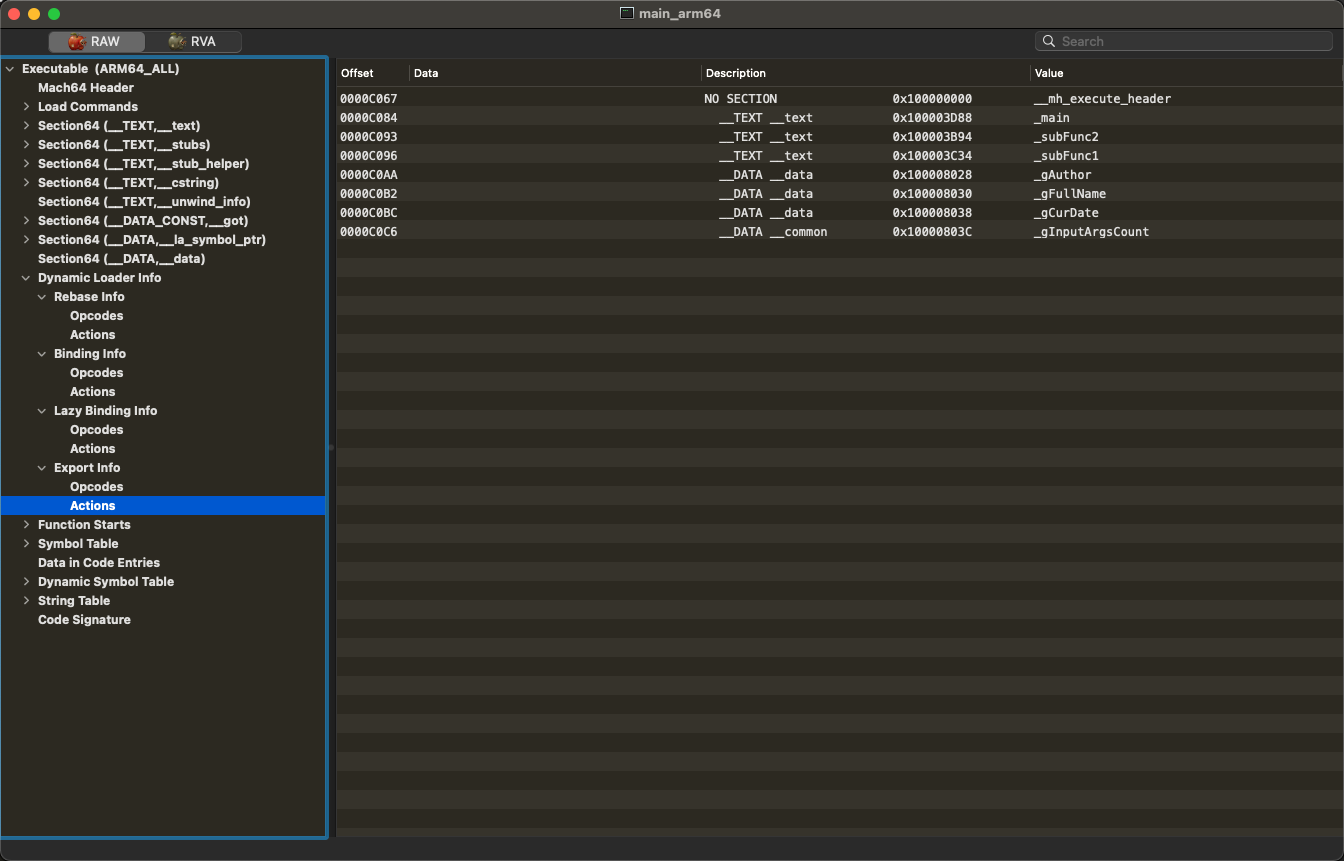 main_arm64
RAW RVA Search
Executable (ARM64_ALL)
Mach64 Header
Load Commands
Section64 (__TEXT,__text)
Section64 (__TEXT,__stubs)
Section64 (__TEXT,__stub_helper)
Section64 (__TEXT,__cstring)
Section64 (__TEXT,__unwind_info)
Section64 (__DATA_CONST,__got)
Section64 (__DATA,__la_symbol_ptr)
Section64 (__DATA,__data)
Dynamic Loader Info
Rebase Info
Opcodes
Actions
Binding Info
Opcodes
Actions
Lazy Binding Info
Opcodes
Actions
Export Info
Opcodes
Actions
Function Starts
Symbol Table
Data in Code Entries
Dynamic Symbol Table
String Table
Code Signature
Offset Data Description Value
0000C067 NO SECTION 0x100000000 __mh_execute_header
0000C084 __TEXT __text 0x100003D88 _main
0000C093 __TEXT __text 0x100003B94 _subFunc2
0000C096 __TEXT __text 0x100003C34 _subFunc1
0000C0AA __DATA __data 0x100008028 _gAuthor
0000C0B2 __DATA __data 0x100008030 _gFullName
0000C0BC __DATA __data 0x100008038 _gCurDate
0000C0C6 __DATA __common 0x10000803C _gInputArgsCount